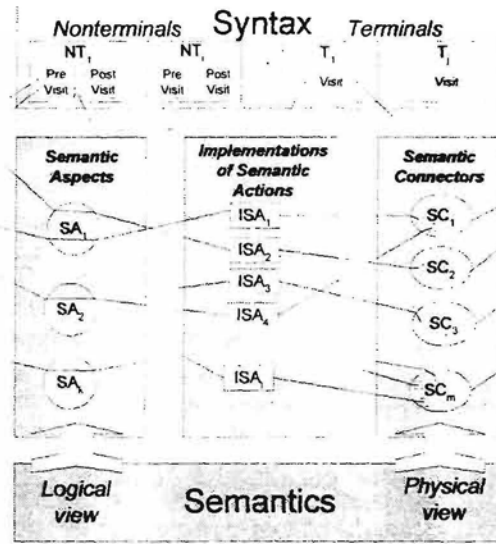 Syntax
Nonterminals Terminals
NT₁ NTᵢ T₁ Tⱼ
Pre Post Pre Post
Visit Visit Visit Visit Visit Visit
Semantic Implementations Semantic
Aspects of Semantic Connectors
Actions
SA₁ ISA₁ SC₁
ISA₂ SC₂
SA₂ ISA₃
ISA₄ SC₃
SAₖ ISAₗ SCₘ
Logical Semantics Physical
view view